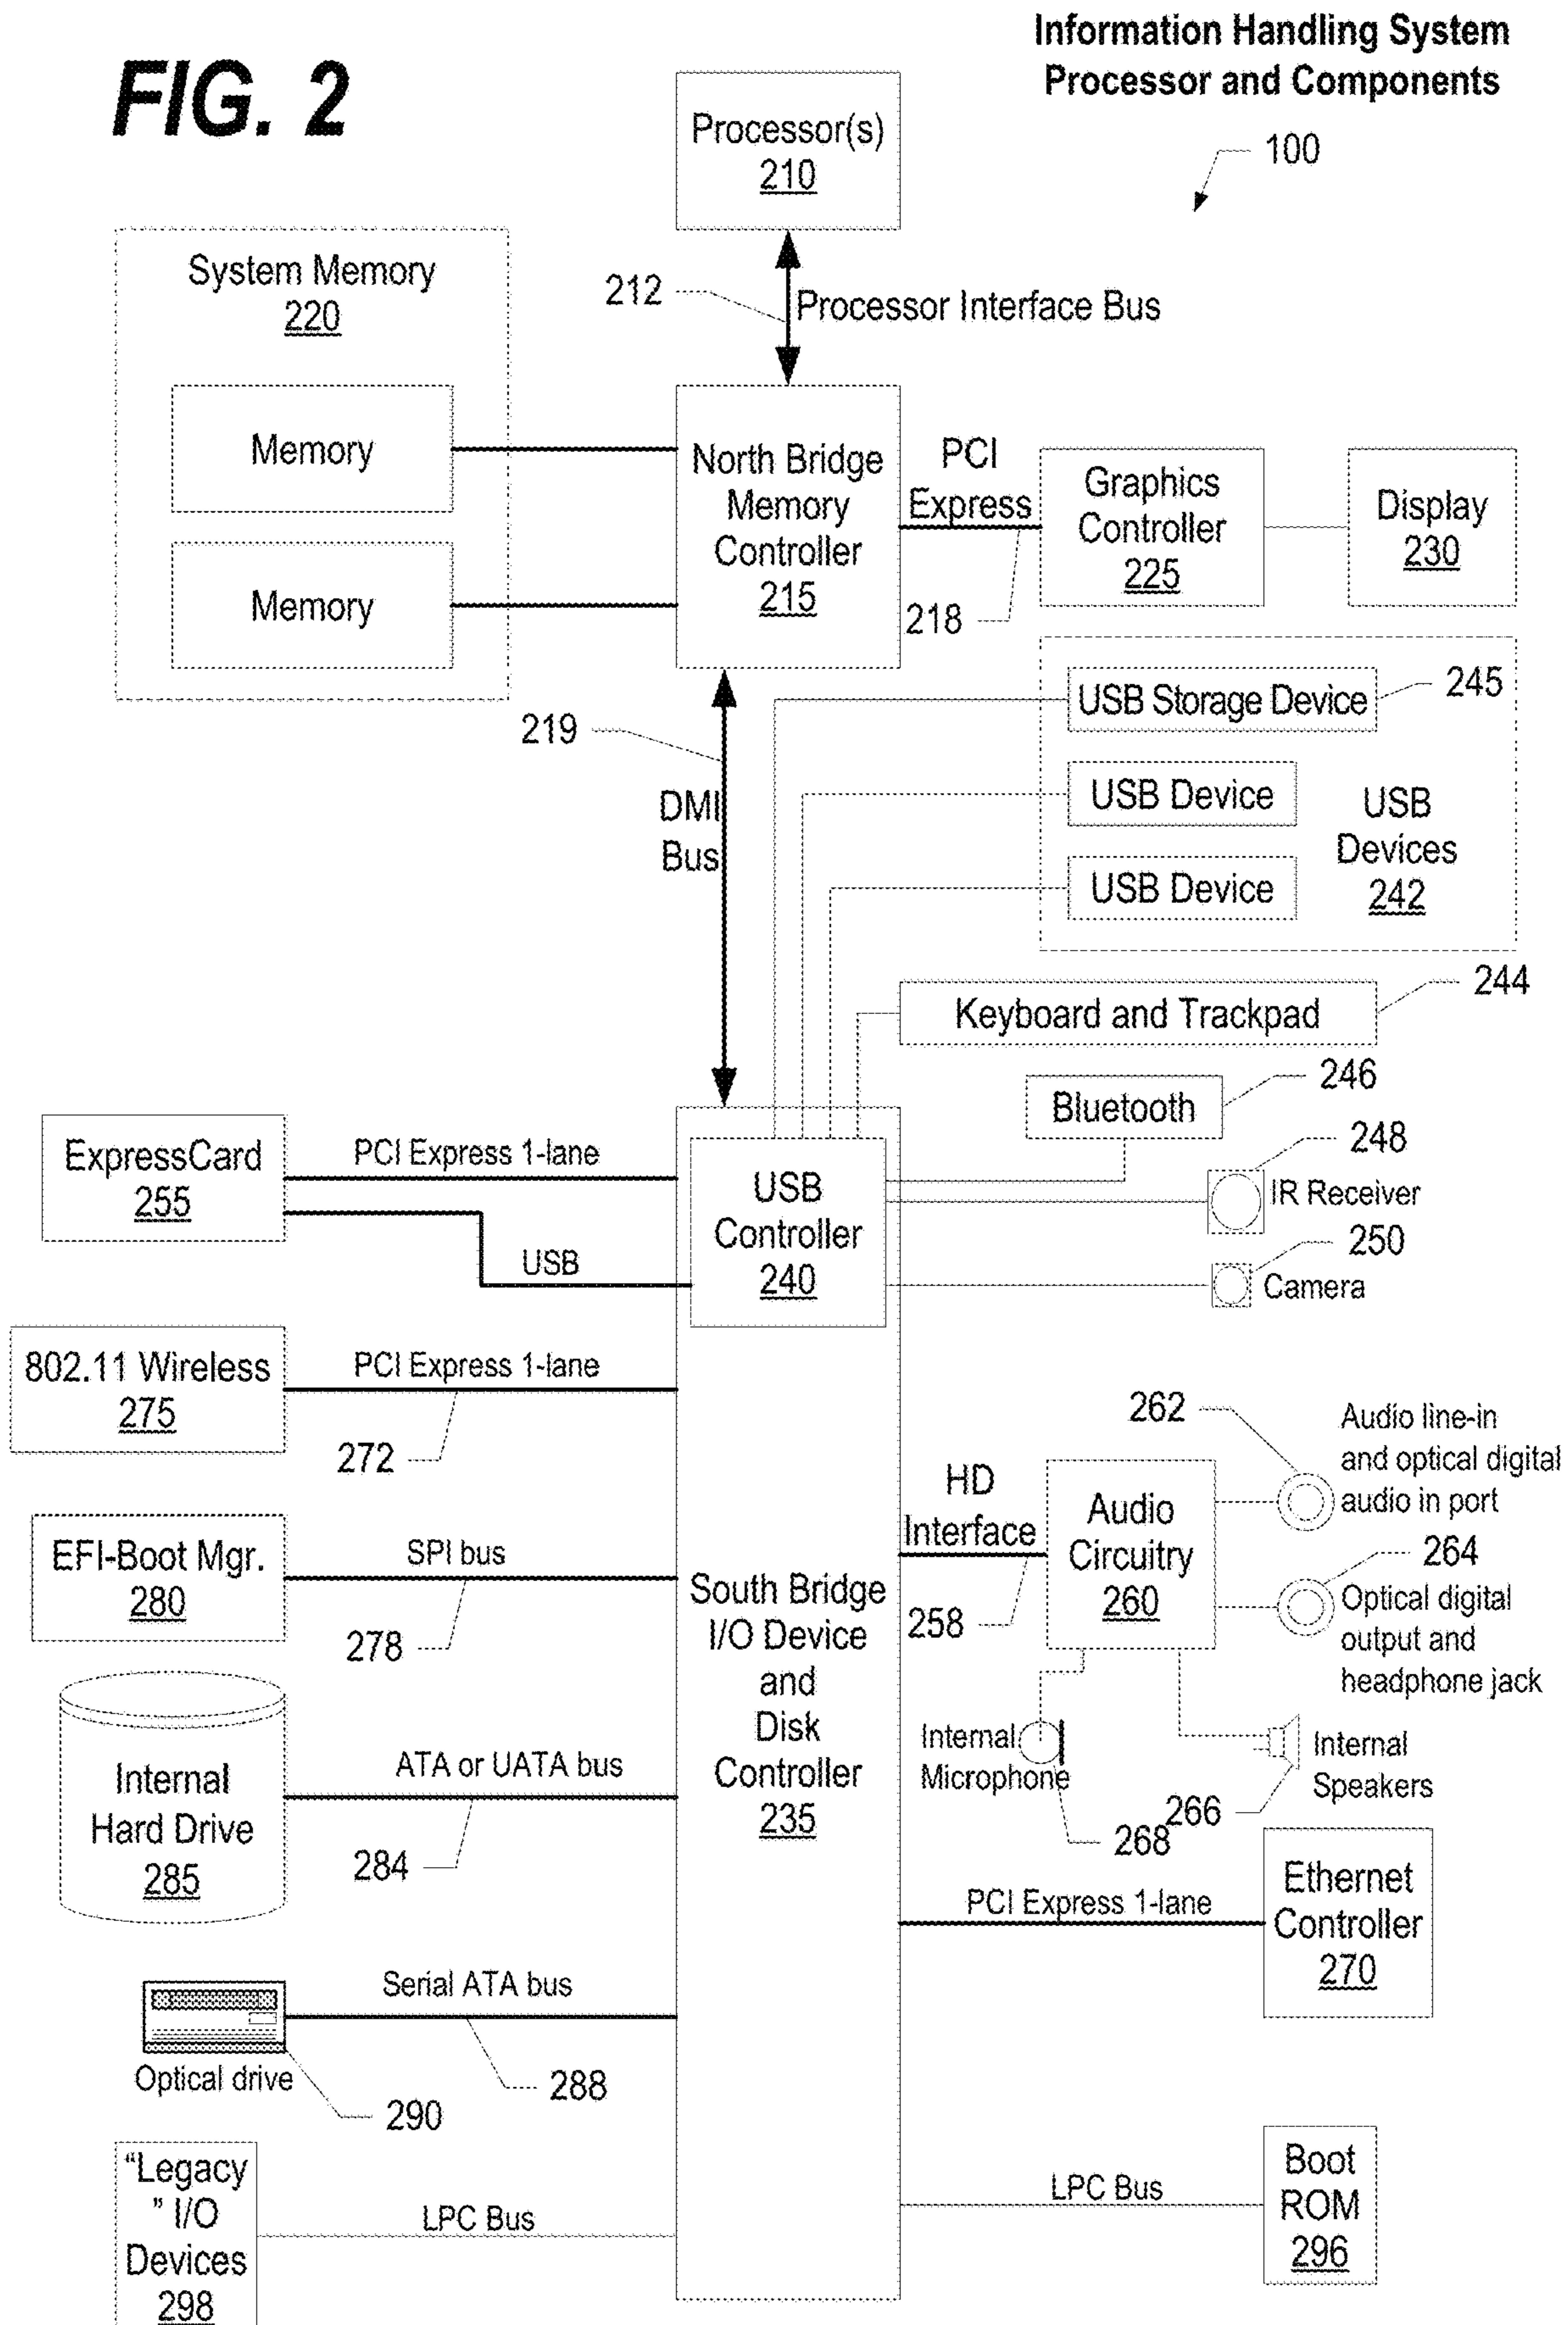 FIG. 2
Information Handling System
Processor and Components
100
Processor(s)
210
212
Processor Interface Bus
System Memory
220
Memory
Memory
North Bridge
Memory
Controller
215
PCI
Express
218
Graphics
Controller
225
Display
230
219
DMI
Bus
USB Storage Device
245
USB Device
USB Device
USB
Devices
242
Keyboard and Trackpad
244
Bluetooth
246
248
IR Receiver
250
Camera
ExpressCard
255
PCI Express 1-lane
USB
USB
Controller
240
802.11 Wireless
275
PCI Express 1-lane
272
EFI-Boot Mgr.
280
SPI bus
278
Internal
Hard Drive
285
ATA or UATA bus
284
Optical drive
290
Serial ATA bus
288
"Legacy
" I/O
Devices
298
LPC Bus
South Bridge
I/O Device
and
Disk
Controller
235
HD
Interface
258
Audio
Circuitry
260
262
Audio line-in
and optical digital
audio in port
264
Optical digital
output and
headphone jack
Internal
Microphone
268
266
Internal
Speakers
PCI Express 1-lane
Ethernet
Controller
270
LPC Bus
Boot
ROM
296